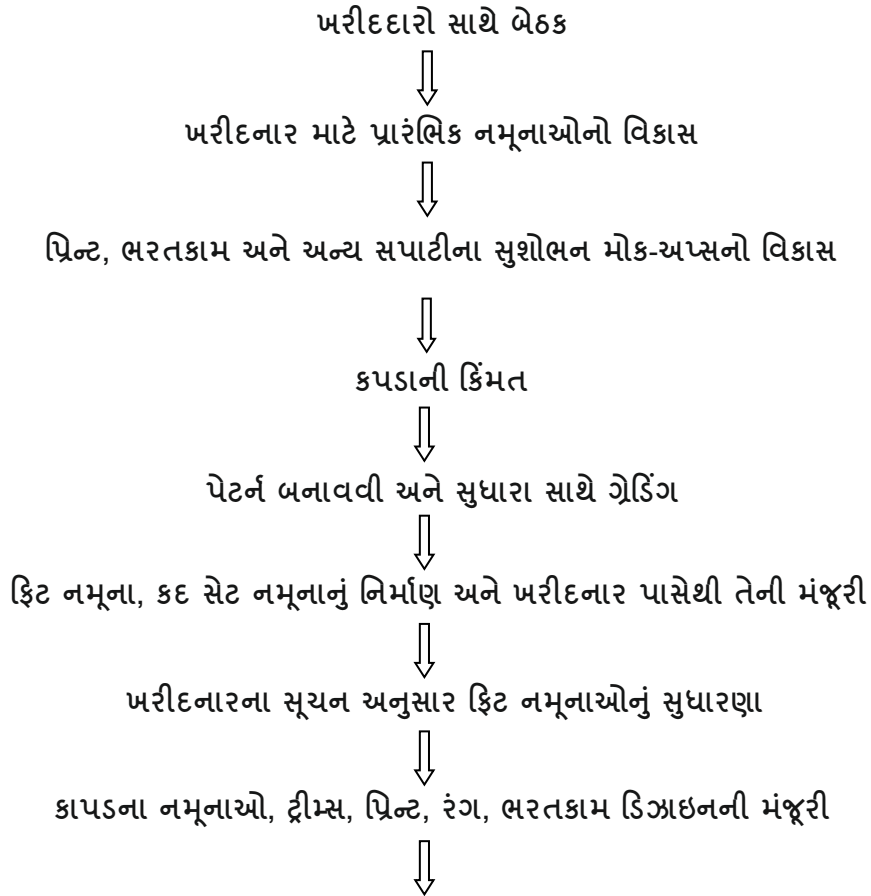 ખરીદદારો સાથે બેઠક
ખરીદનાર માટે પ્રારંભિક નમૂનાઓનો વિકાસ
પ્રિન્ટ, ભરતકામ અને અન્ય સપાટીના સુશોભન મોક-અપ્સનો વિકાસ
કપડાની કિંમત
પેટર્ન બનાવવી અને સુધારા સાથે ગ્રેડિંગ
ફિટ નમૂના, કદ સેટ નમૂનાનું નિર્માણ અને ખરીદનાર પાસેથી તેની મંજૂરી
ખરીદનારના સૂચન અનુસાર ફિટ નમૂનાઓનું સુધારણા
કાપડના નમૂનાઓ, ટ્રીમ્સ, પ્રિન્ટ, રંગ, ભરતકામ ડિઝાઇનની મંજૂરી